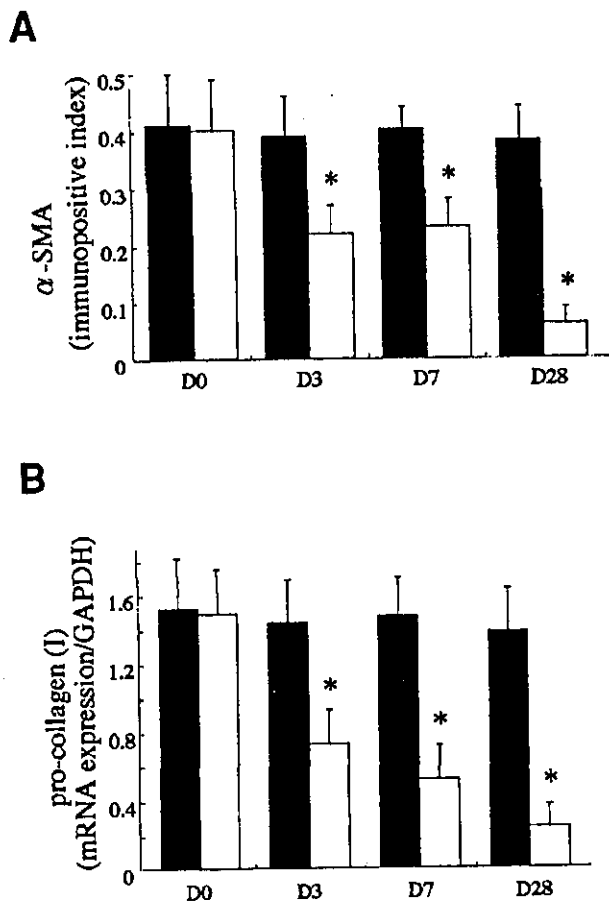 A
0.5
0.4
0.3
0.2
0.1
0
α-SMA
(immunopositive index)
* * *
D0 D3 D7 D28
B
1.6
1.2
0.8
0.4
0
pro-collagen (I)
(mRNA expression/GAPDH)
* * *
D0 D3 D7 D28